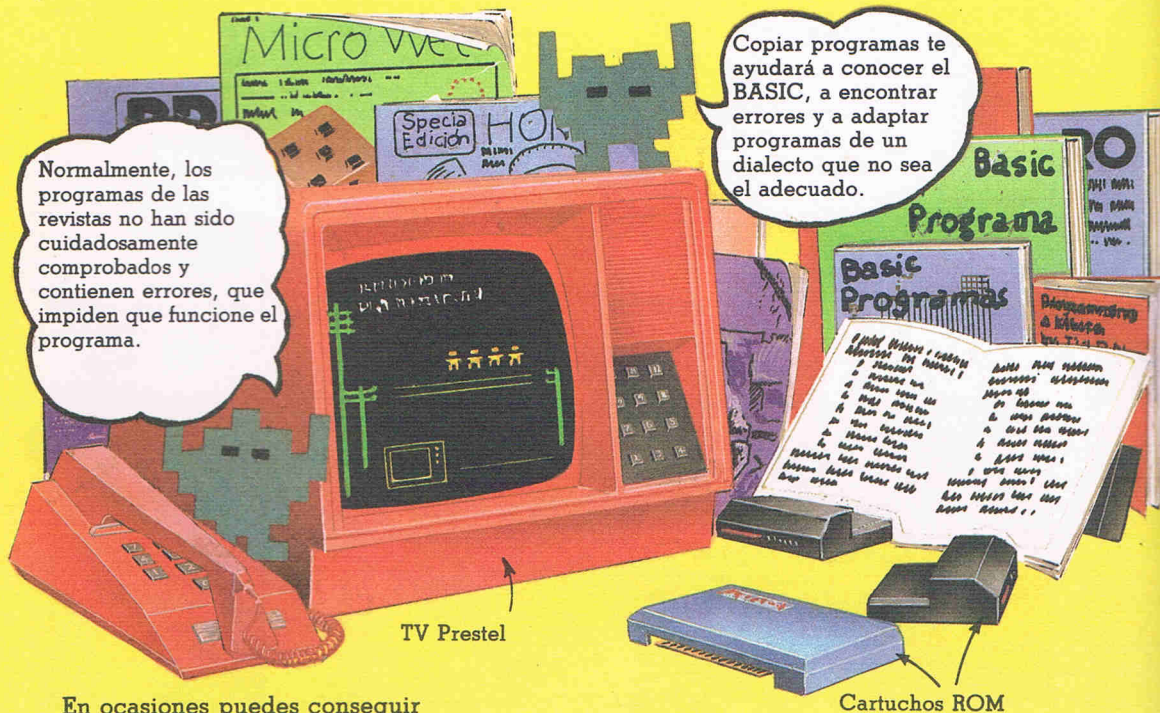 Micro
Specia
Edición
HO
Copiar programas te
ayudará a conocer el
BASIC, a encontrar
errores y a adaptar
programas de un
dialecto que no sea
el adecuado.
Normalmente, los
programas de las
revistas no han sido
cuidadosamente
comprobados y
contienen errores, que
impiden que funcione el
programa.
Basic
Programa
Basic
Programas
TV Prestel
Cartuchos ROM
En ocasiones puedes conseguir